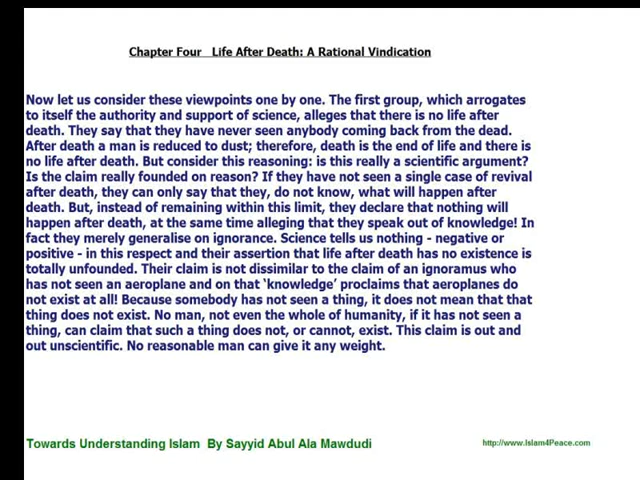 Chapter Four   Life After Death: A Rational Vindication
Now let us consider these viewpoints one by one. The first group, which arrogates
to itself the authority and support of science, alleges that there is no life after
death. They say that they have never seen anybody coming back from the dead.
After death a man is reduced to dust; therefore, death is the end of life and there is
no life after death. But consider this reasoning: is this really a scientific argument?
Is the claim really founded on reason? If they have not seen a single case of revival
after death, they can only say that they, do not know, what will happen after
death. But, instead of remaining within this limit, they declare that nothing will
happen after death, at the same time alleging that they speak out of knowledge! In
fact they merely generalise on ignorance. Science tells us nothing - negative or
positive - in this respect and their assertion that life after death has no existence is
totally unfounded. Their claim is not dissimilar to the claim of an ignoramus who
has not seen an aeroplane and on that ‘knowledge’ proclaims that aeroplanes do
not exist at all! Because somebody has not seen a thing, it does not mean that that
thing does not exist. No man, not even the whole of humanity, if it has not seen a
thing, can claim that such a thing does not, or cannot, exist. This claim is out and
out unscientific. No reasonable man can give it any weight.
Towards Understanding Islam  By Sayyid Abul Ala Mawdudi
http://www.Islam4Peace.com